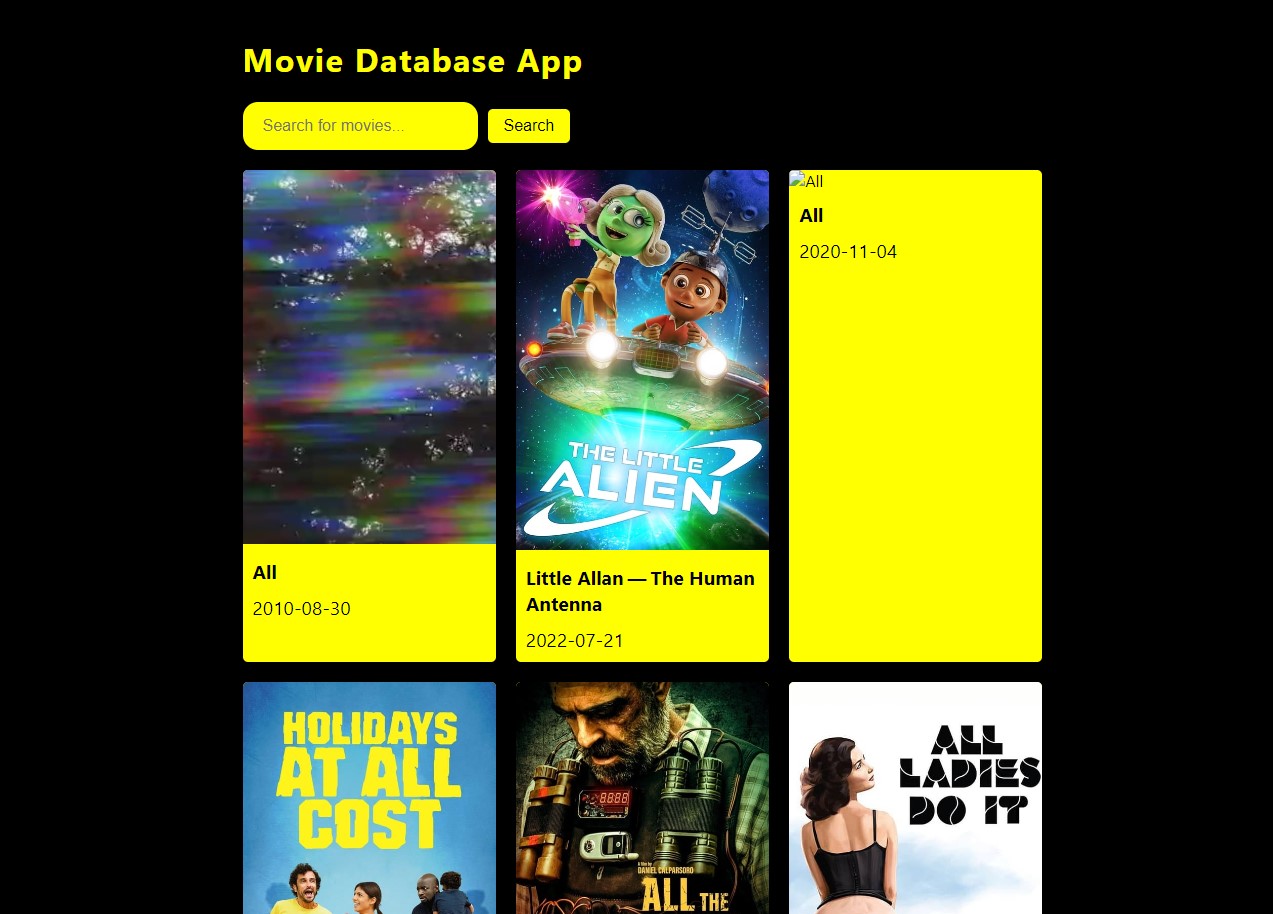 Movie Database App
Search for movies...
Search
THE LITTLE
ALIEN
All
All
2020-11-04
All
2010-08-30
Little Allan — The Human
Antenna
2022-07-21
HOLIDAYS
AT ALL
COST
8888
a film by
DANIEL CALPARSORO
ALL THE
ALL
LADIES
DO IT